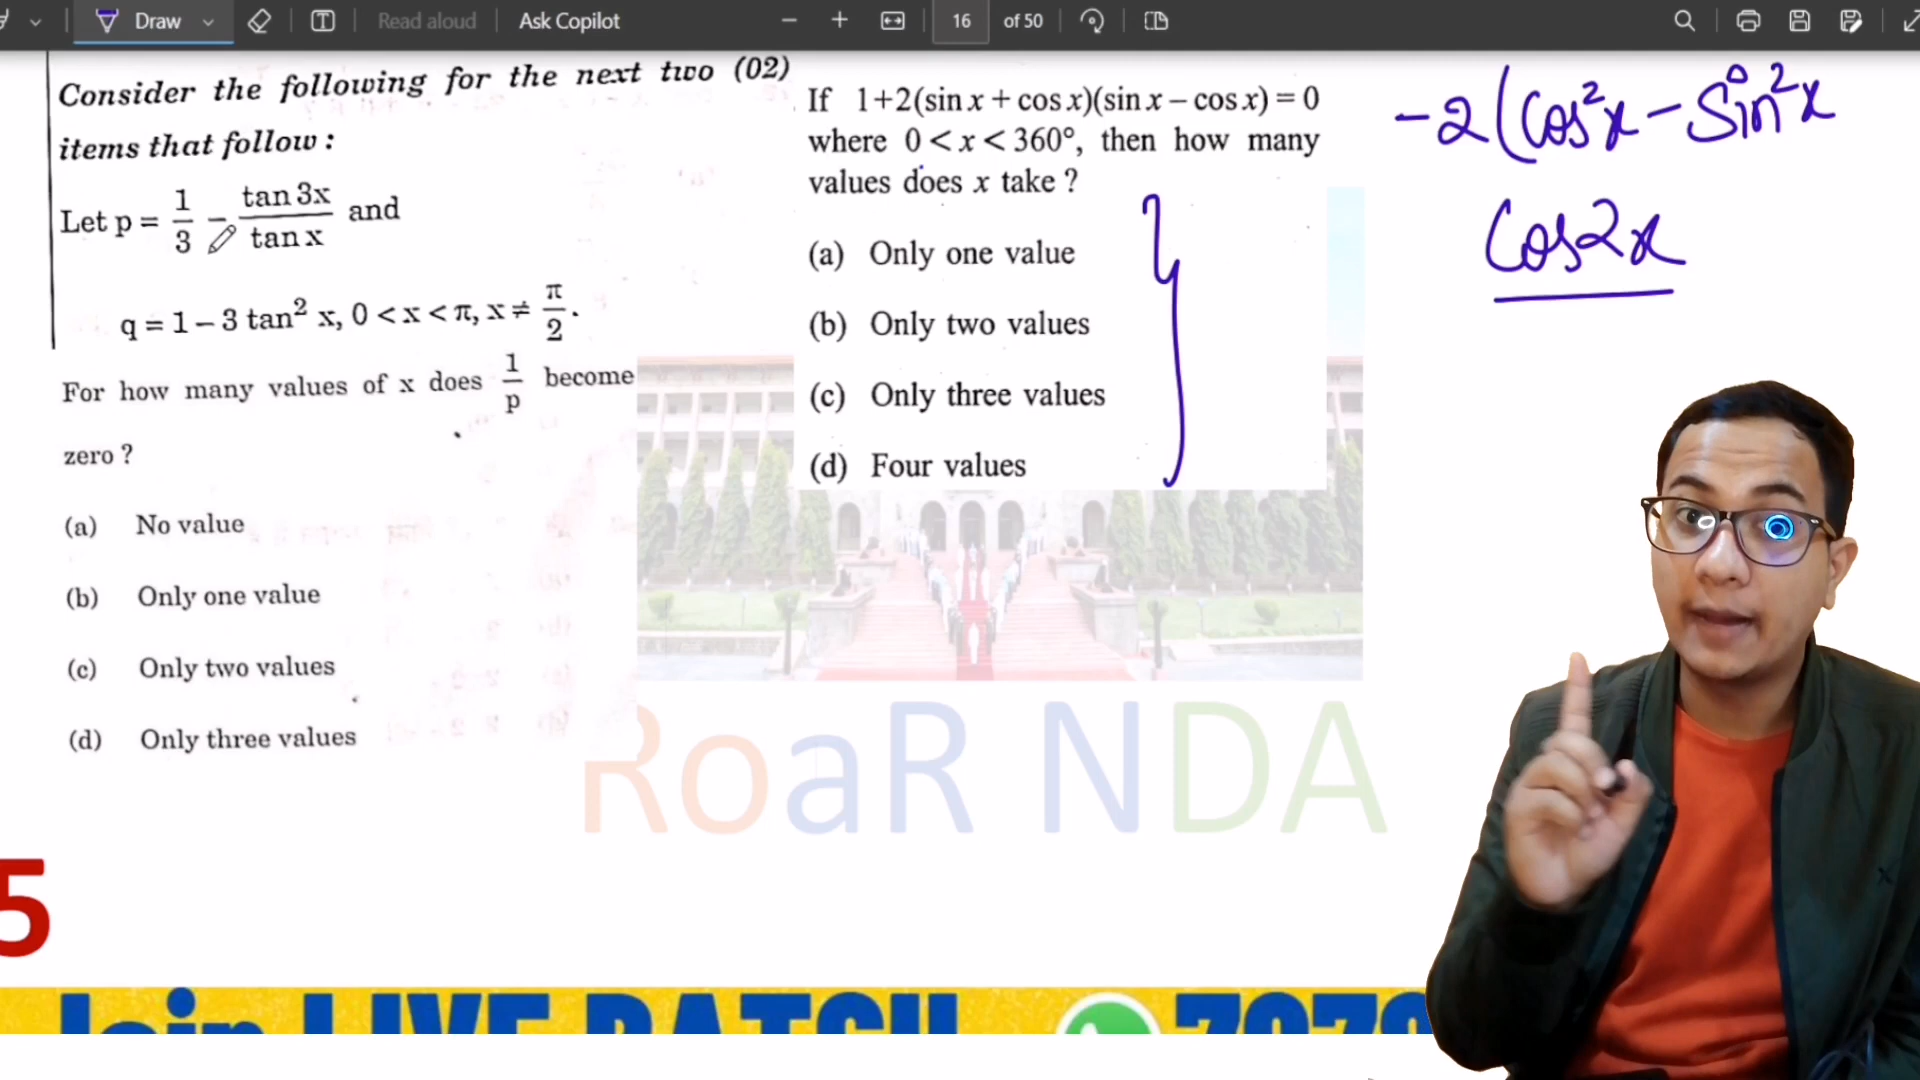 Draw
Read aloud
Ask Copilot
16
of 50
Consider the following for the next two (02)
items that follow :
Let p = 1/3 − tan 3x/tan x and
q = 1 – 3 tan² x, 0 < x < π, x ≠ π/2.
For how many values of x does 1/p become
zero ?
(a) No value
(b) Only one value
(c) Only two values
(d) Only three values
If 1+2(sin x + cos x)(sin x – cos x) = 0
where 0 < x < 360°, then how many
values does x take ?
(a) Only one value
(b) Only two values
(c) Only three values
(d) Four values
-2(Cos²x - Sin²x
Cos2x
RoaR NDA
5
Join LIVE BATCH
7079